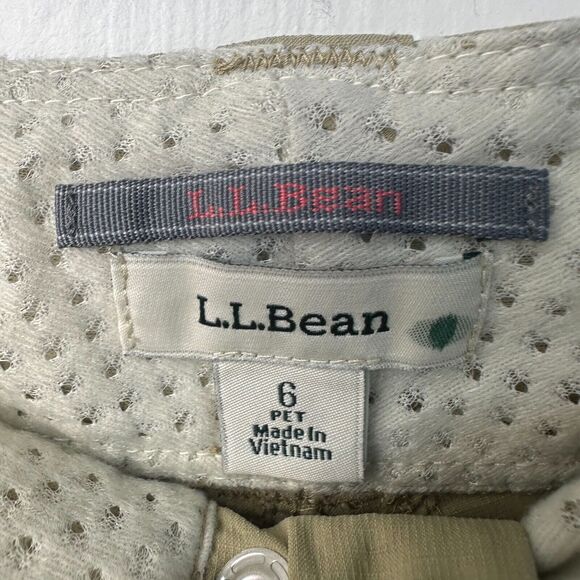 L.L.Bean
L.L.Bean
6
PET
Made In
Vietnam